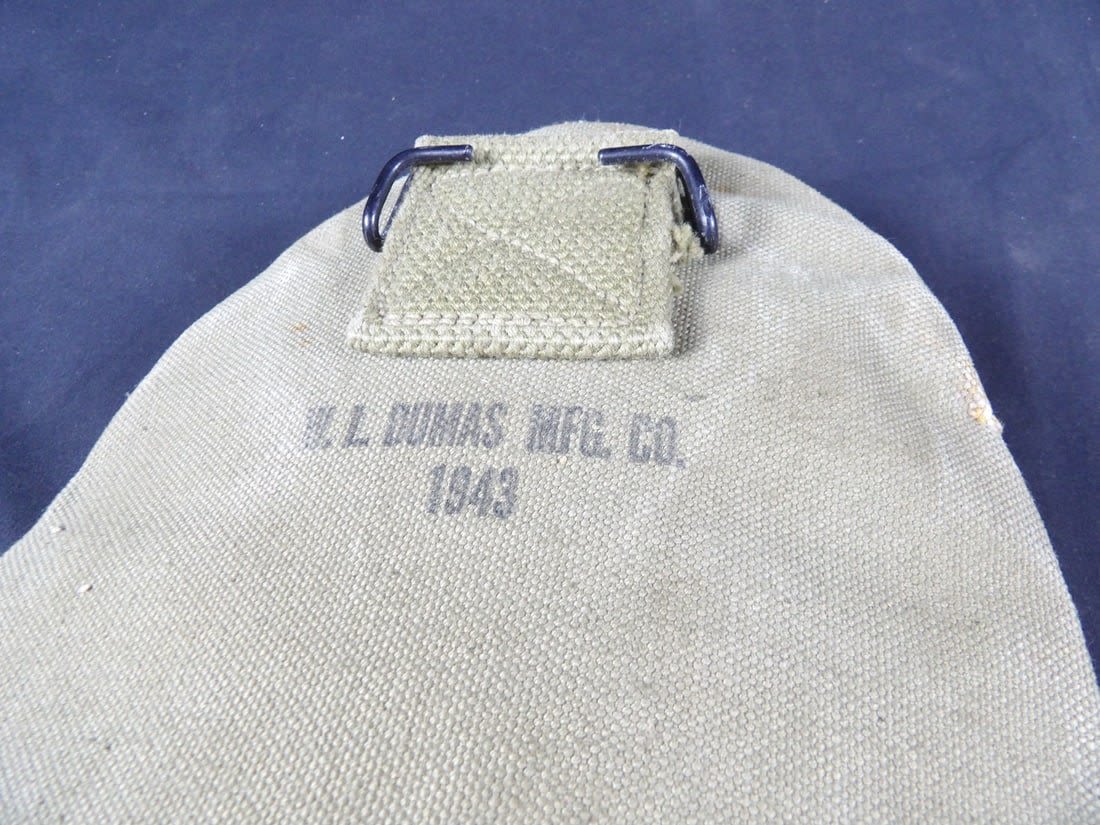 W. L. DUMAS MFG. CO.
1943